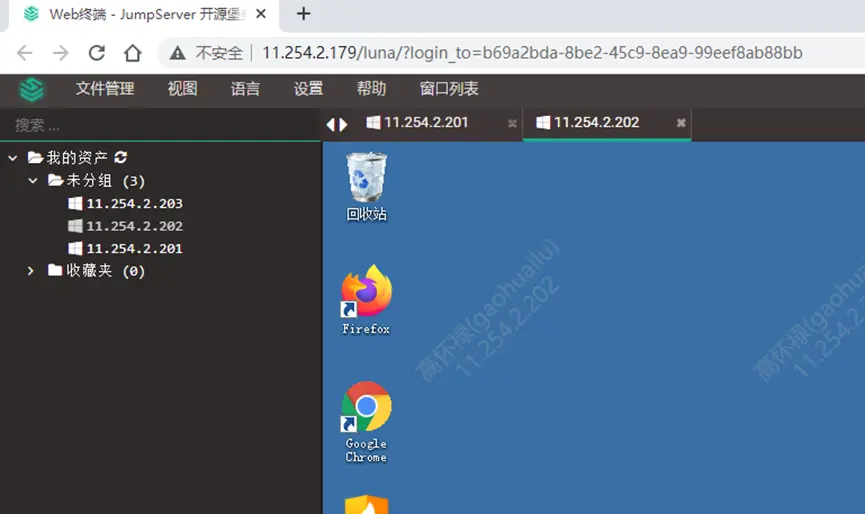 Web终端 - JumpServer 开源堡
不安全 | 11.254.2.179/luna/?login_to=b69a2bda-8be2-45c9-8ea9-99eef8ab88bb
文件管理 视图 语言 设置 帮助 窗口列表
搜索 ...
11.254.2.201
11.254.2.202
我的资产
未分组 (3)
11.254.2.203
11.254.2.202
11.254.2.201
收藏夹 (0)
回收站
Firefox
Google
Chrome
高怀禄(gaohuailu)
11.254.2.202
高怀禄(gaohuailu
11.254.2.2